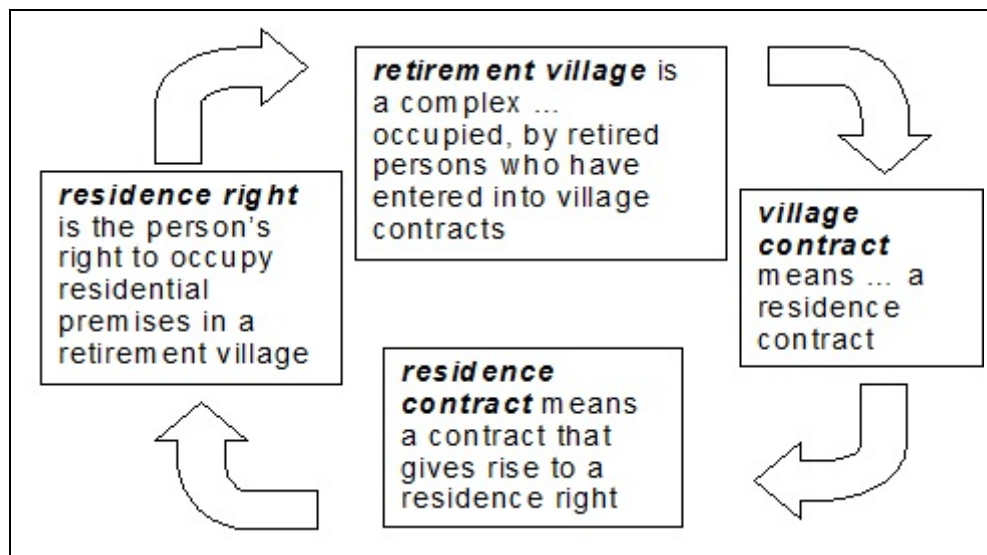 retirement village is
a complex ...
occupied, by retired
persons who have
entered into village
contracts
village
contract
means ... a
residence
contract
residence
contract means
a contract that
gives rise to a
residence right
residence right
is the person's
right to occupy
residential
premises in a
retirement village